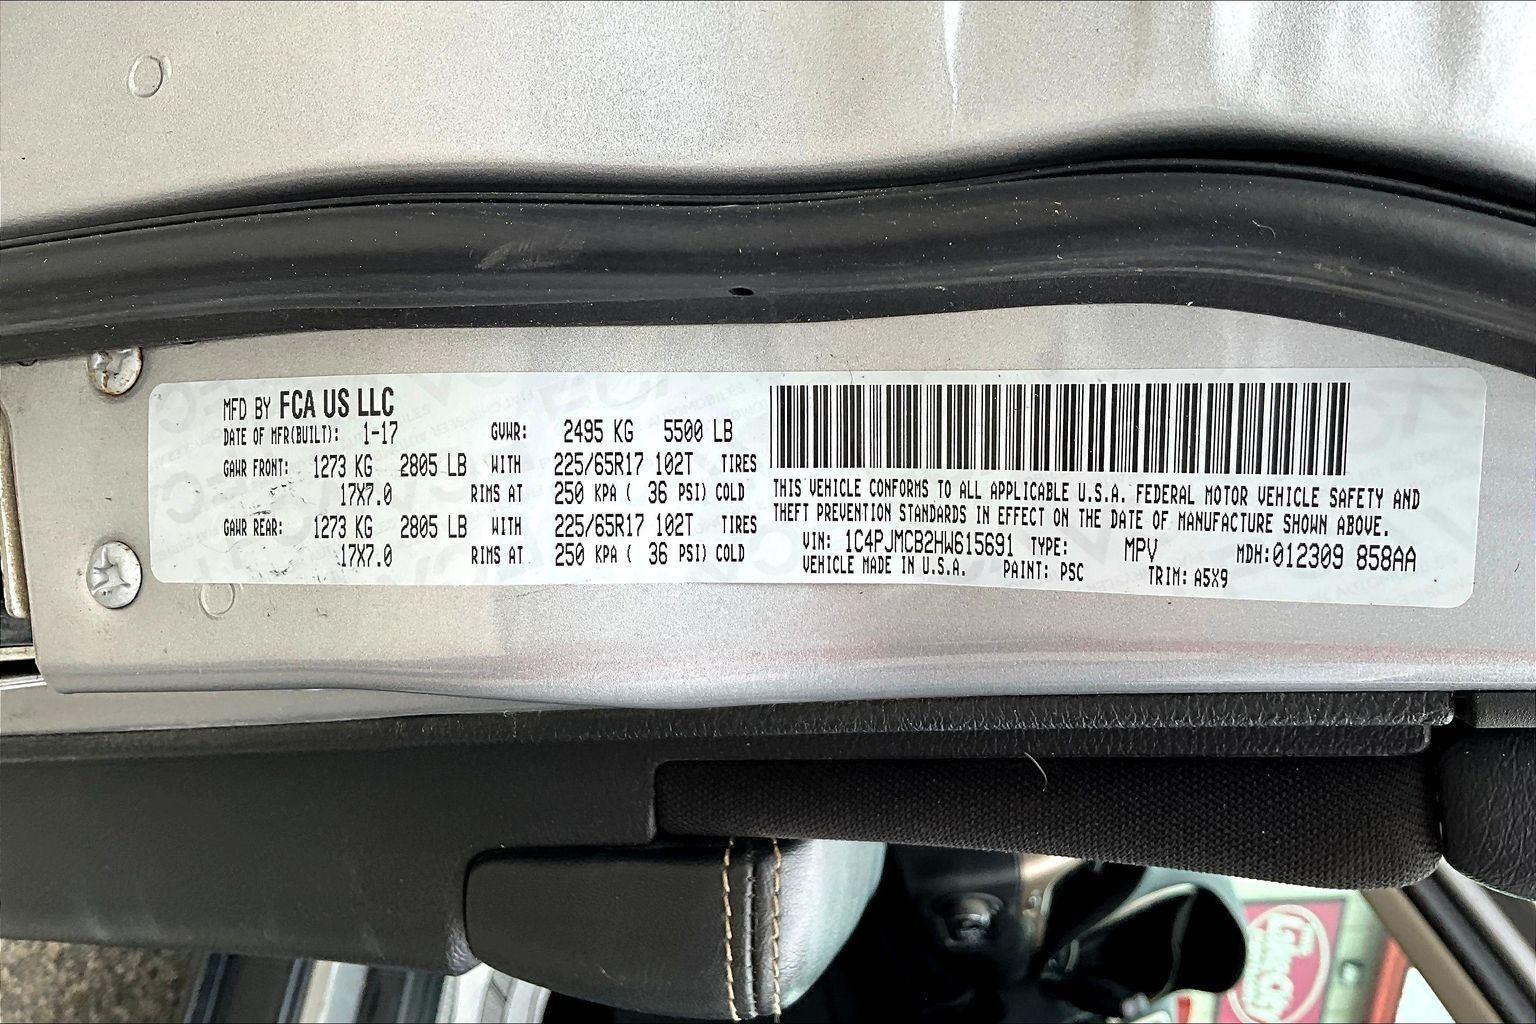 MFD BY FCA US LLC
DATE OF MFR(BUILT): 1-17 GVWR: 2495 KG 5500 LB
GAWR FRONT: 1273 KG 2805 LB WITH 225/65R17 102T TIRES
17X7.0 RIMS AT 250 KPA ( 36 PSI) COLD
GAWR REAR: 1273 KG 2805 LB WITH 225/65R17 102T TIRES
17X7.0 RIMS AT 250 KPA ( 36 PSI) COLD
THIS VEHICLE CONFORMS TO ALL APPLICABLE U.S.A. FEDERAL MOTOR VEHICLE SAFETY AND
THEFT PREVENTION STANDARDS IN EFFECT ON THE DATE OF MANUFACTURE SHOWN ABOVE.
VIN: 1C4PJMCB2HW615691 TYPE: MPV MDH:012309 858AA
VEHICLE MADE IN U.S.A. PAINT: PSC TRIM: A5X9